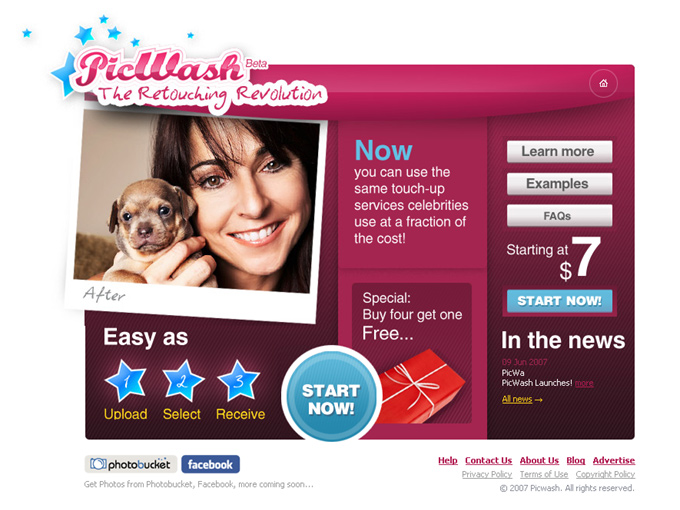 PicWash Beta
The Retouching Revolution
After
Now
you can use the
same touch-up
services celebrities
use at a fraction of
the cost!
Learn more
Examples
FAQs
Starting at
$7
START NOW!
Special:
Buy four get one
Free...
Easy as
1 2 3
Upload Select Receive
START
NOW!
In the news
09 Jun 2007
PicWa
PicWash Launches! more
All news →
photobucket facebook
Get Photos from Photobucket, Facebook, more coming soon...
Help Contact Us About Us Blog Advertise
Privacy Policy Terms of Use Copyright Policy
© 2007 Picwash. All rights reserved.